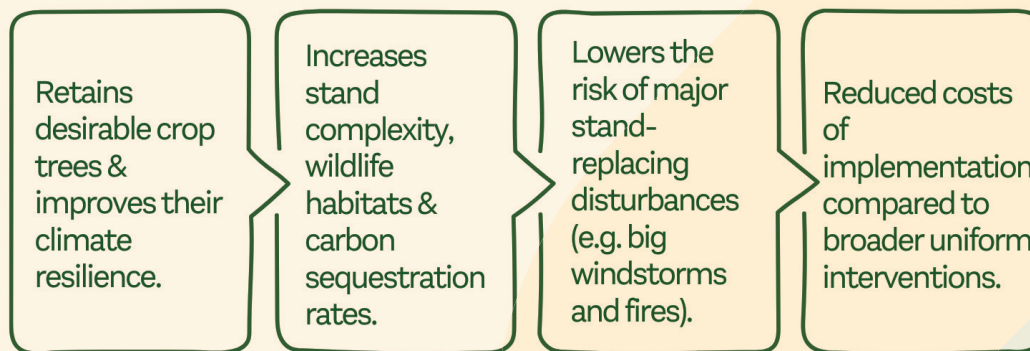 Retains
desirable crop
trees &
improves their
climate
resilience.
Increases
stand
complexity,
wildlife
habitats &
carbon
sequestration
rates.
Lowers the
risk of major
stand-
replacing
disturbances
(e.g. big
windstorms
and fires).
Reduced costs
of
implementation
compared to
broader uniform
interventions.